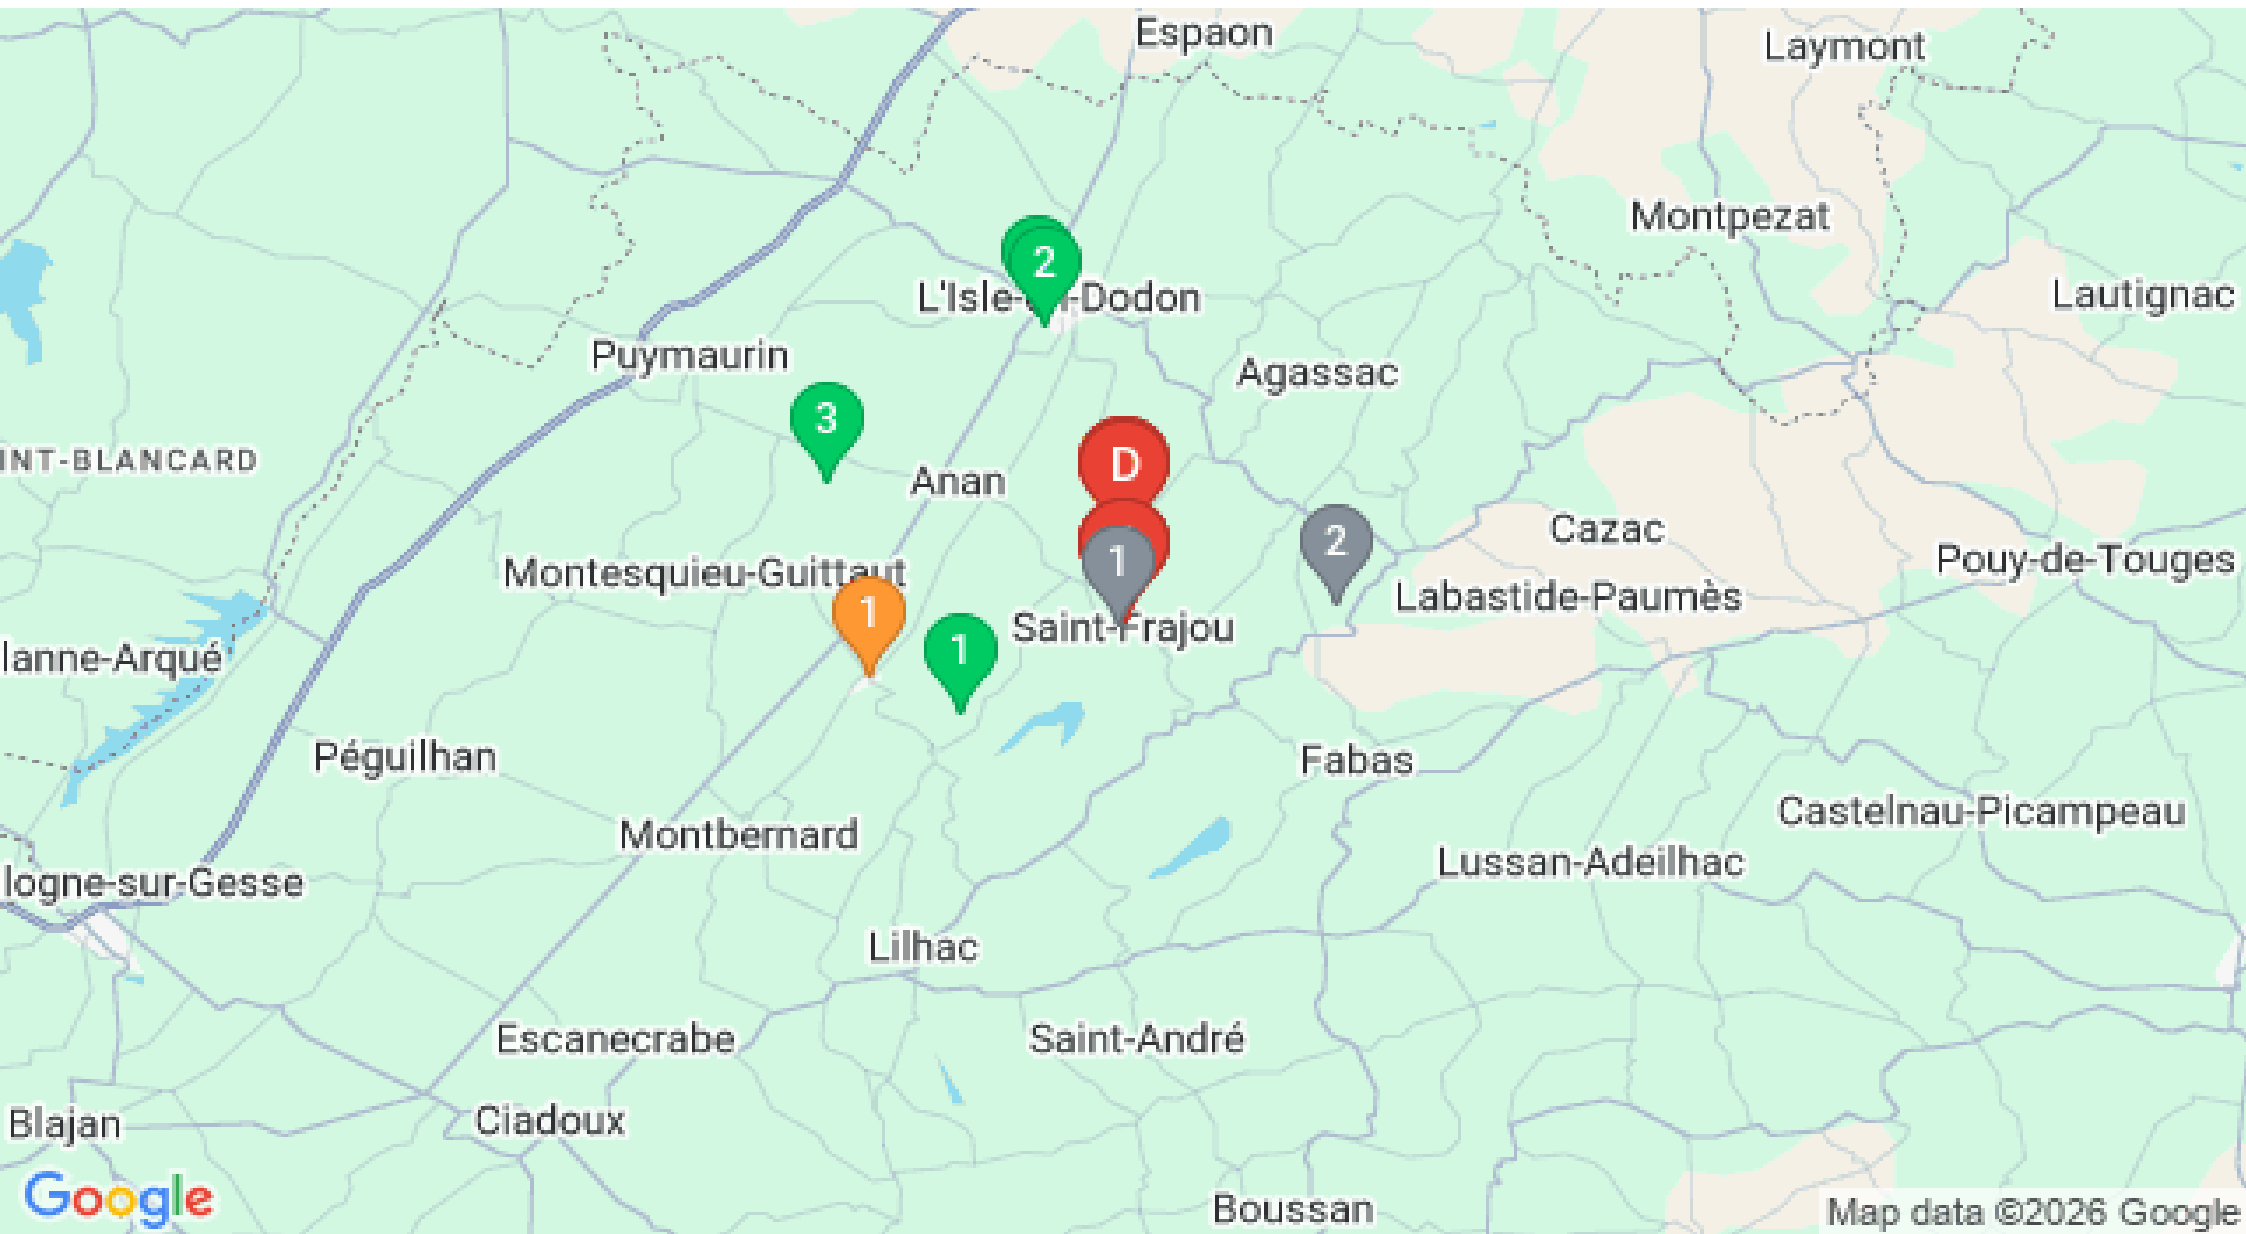 Espaon
Laymont
Montpezat
2
L'Isle-en-Dodon
Lautignac
Puymaurin
Agassac
3
INT-BLANCARD
Anan
D
1
2
Cazac
Pouy-de-Touges
Montesquieu-Guittaut
Labastide-Paumès
1
1
Saint-Frajou
lanne-Arqué
Péguilhan
Fabas
Castelnau-Picampeau
Montbernard
Lussan-Adeilhac
logne-sur-Gesse
Lilhac
Escanecrabe
Saint-André
Blajan
Ciadoux
Google
Boussan
Map data ©2026 Google